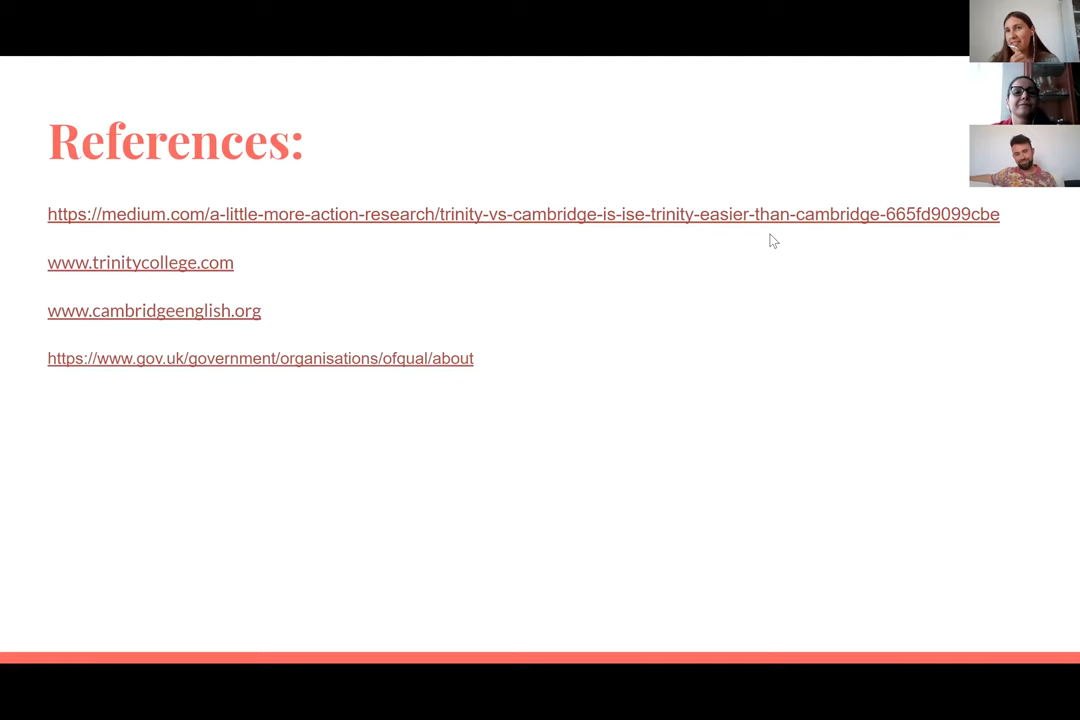 References:
https://medium.com/a-little-more-action-research/trinity-vs-cambridge-is-ise-trinity-easier-than-cambridge-665fd9099cbe
www.trinitycollege.com
www.cambridgeenglish.org
https://www.gov.uk/government/organisations/ofqual/about